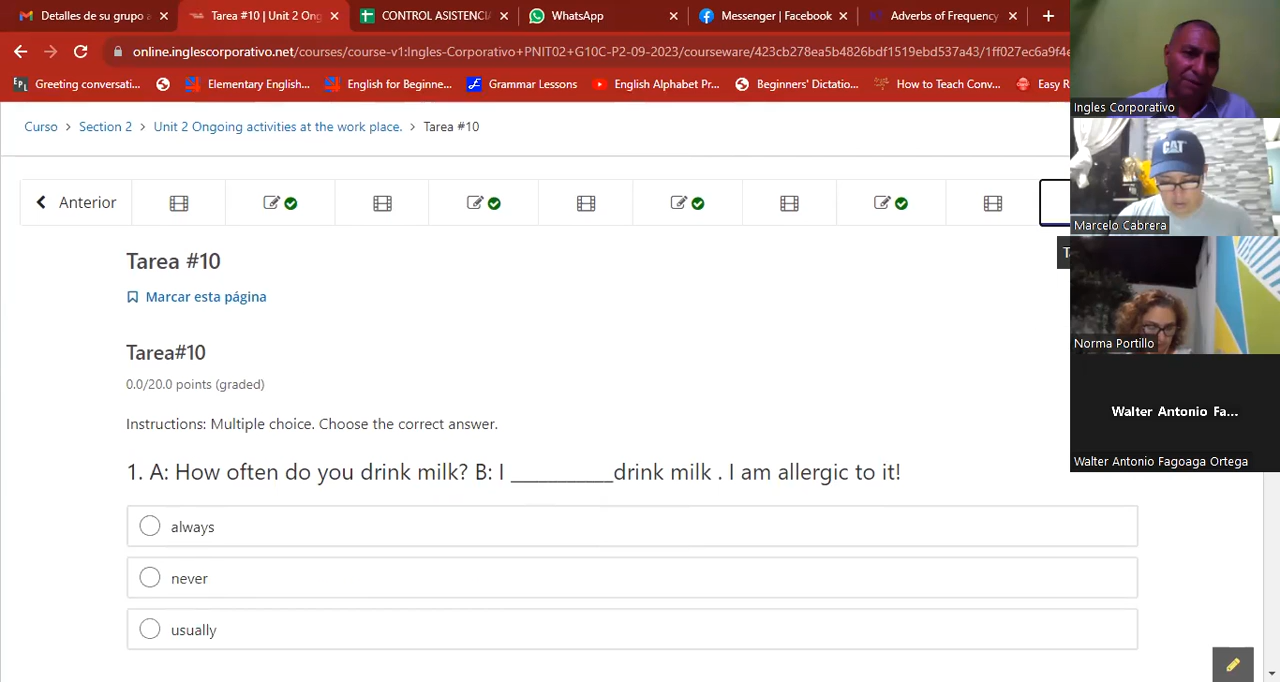 Detalles de su grupo a
Tarea #10 | Unit 2 Ong
CONTROL ASISTENCI
WhatsApp
Messenger | Facebook
Adverbs of Frequency
online.inglescorporativo.net/courses/course-v1:Ingles-Corporativo+PNIT02+G10C-P2-09-2023/courseware/423cb278ea5b4826bdf1519ebd537a43/1ff027ec6a9f4e
Greeting conversati...
Elementary English...
English for Beginne...
Grammar Lessons
English Alphabet Pr...
Beginners' Dictatio...
How to Teach Conv...
Easy R
Curso > Section 2 > Unit 2 Ongoing activities at the work place. > Tarea #10
Anterior
Tarea #10
Marcar esta página
Tarea#10
0.0/20.0 points (graded)
Instructions: Multiple choice. Choose the correct answer.
1. A: How often do you drink milk? B: I __________drink milk . I am allergic to it!
always
never
usually
Ingles Corporativo
CAT
Marcelo Cabrera
Norma Portillo
Walter Antonio Fa...
Walter Antonio Fagoaga Ortega